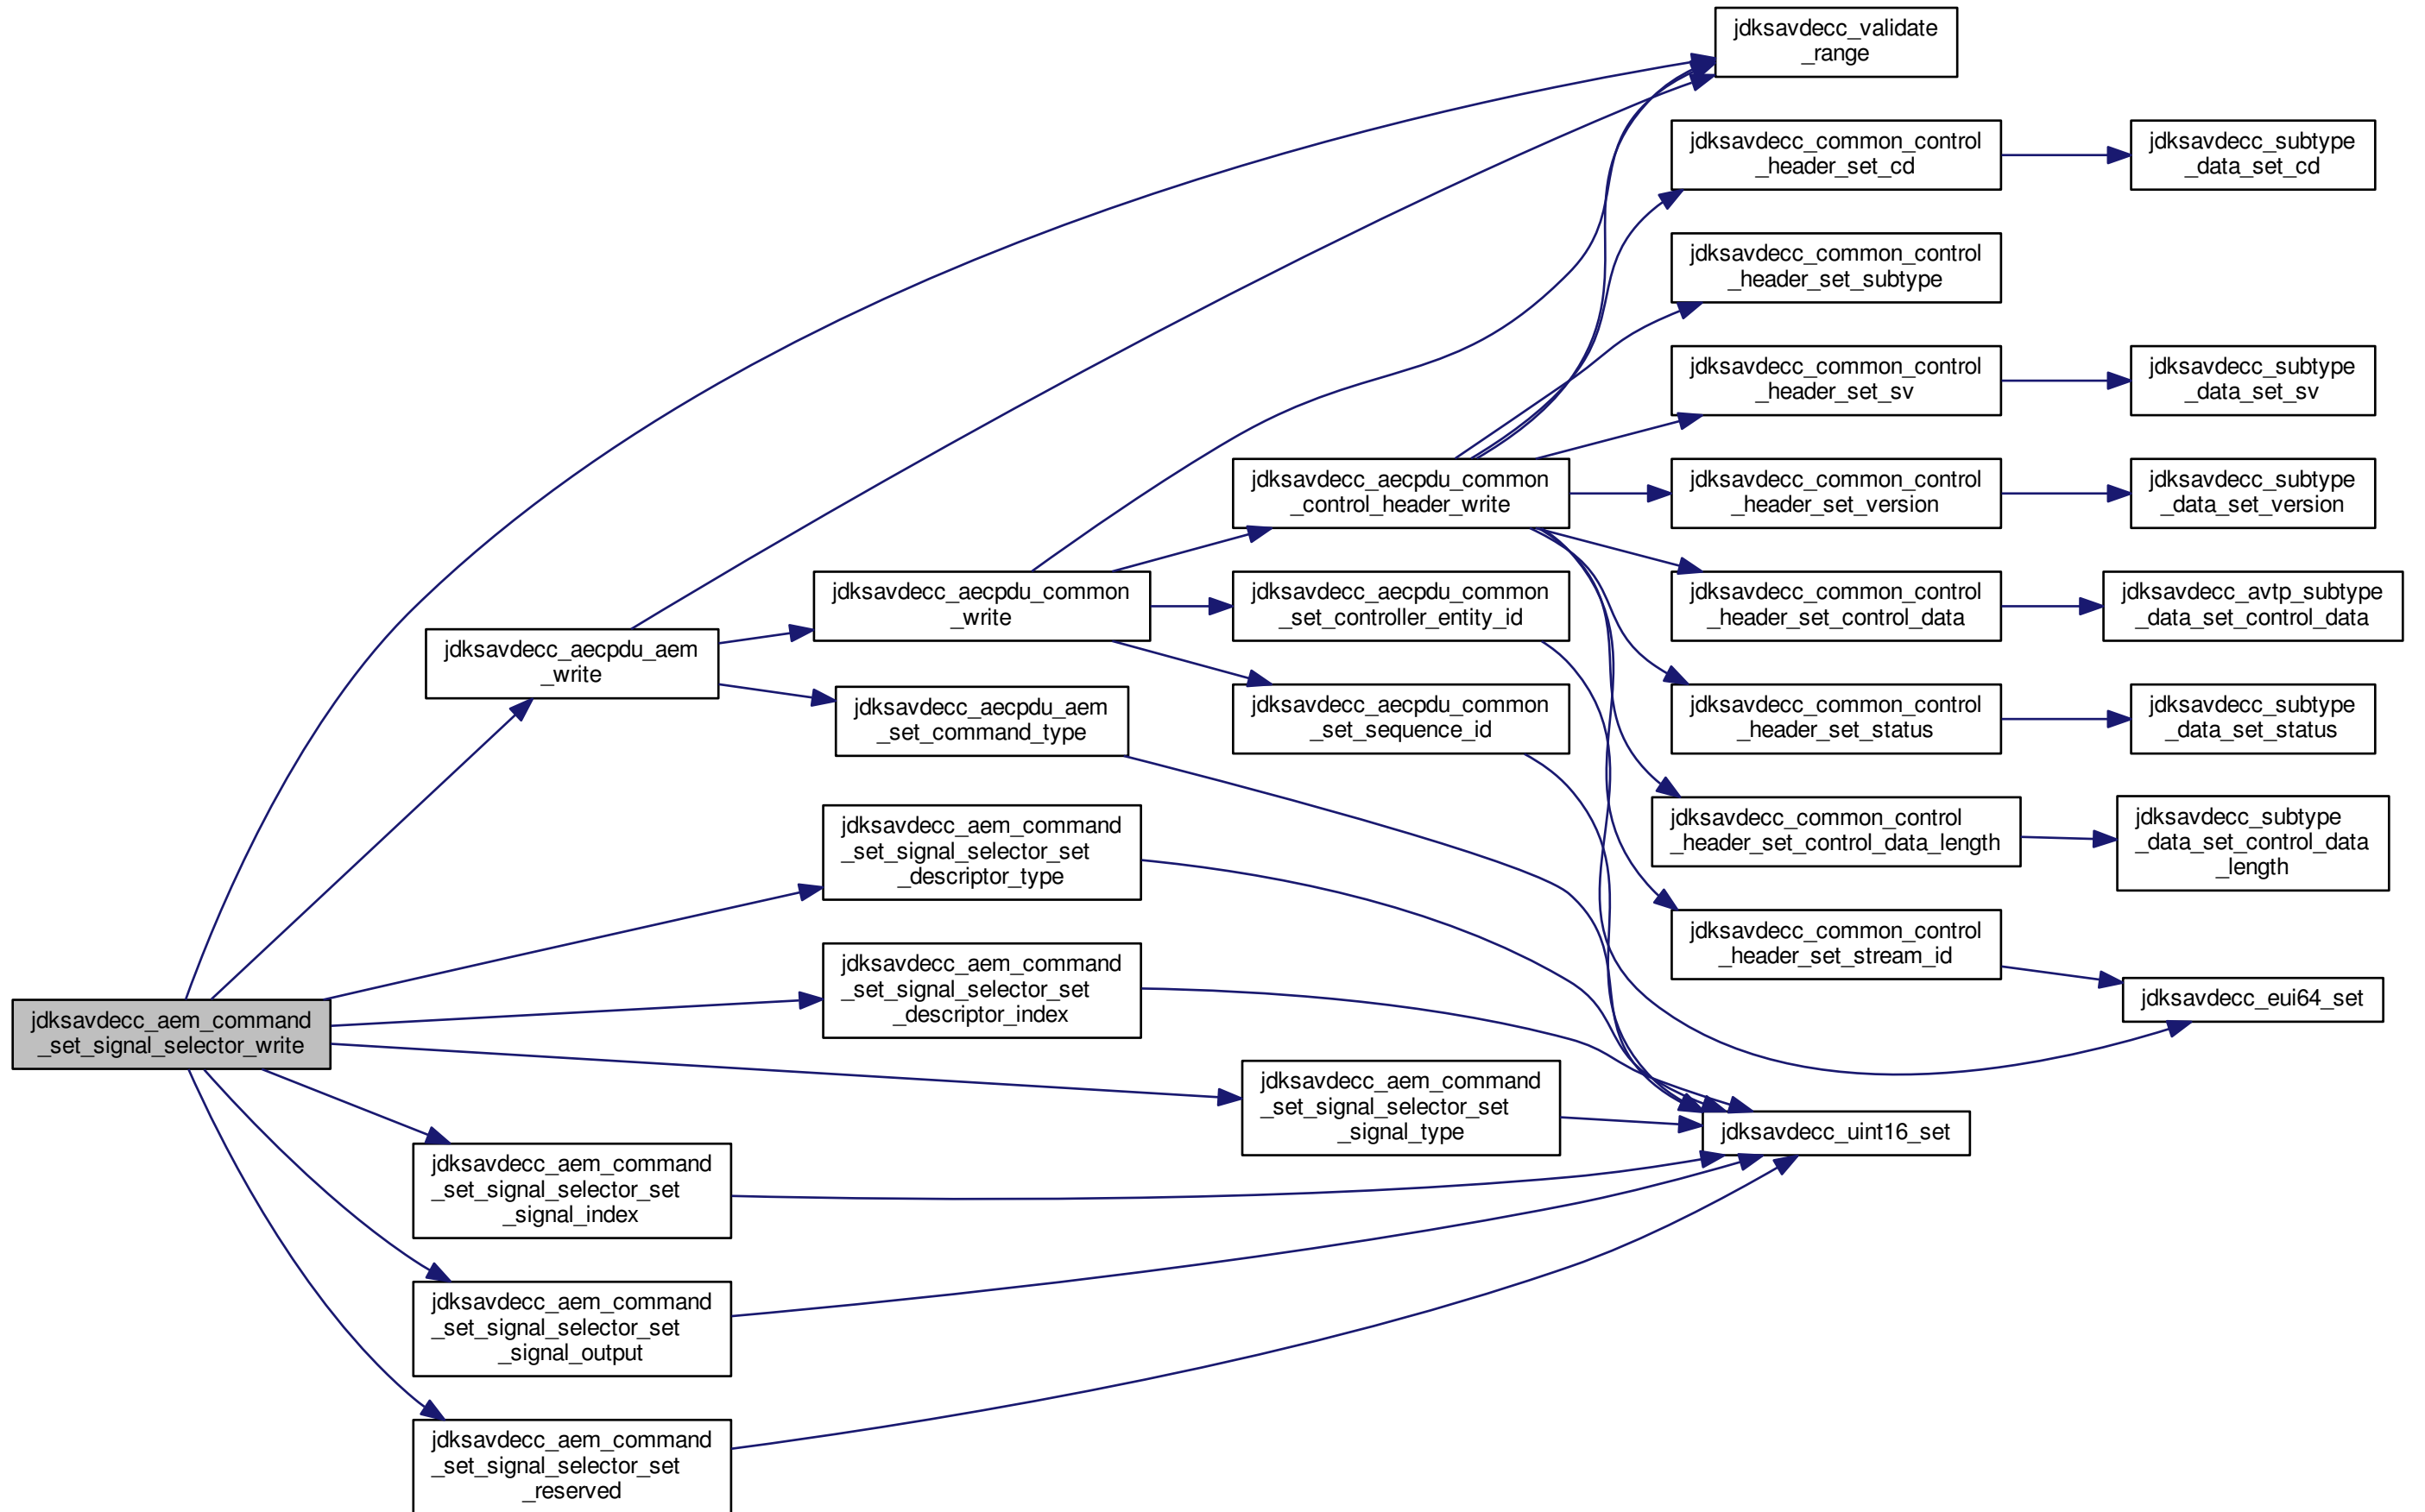 jdksavdecc_validate
_range
jdksavdecc_common_control
_header_set_cd
jdksavdecc_subtype
_data_set_cd
jdksavdecc_common_control
_header_set_subtype
jdksavdecc_common_control
_header_set_sv
jdksavdecc_subtype
_data_set_sv
jdksavdecc_aecpdu_common
_control_header_write
jdksavdecc_common_control
_header_set_version
jdksavdecc_subtype
_data_set_version
jdksavdecc_aecpdu_common
_write
jdksavdecc_aecpdu_common
_set_controller_entity_id
jdksavdecc_common_control
_header_set_control_data
jdksavdecc_avtp_subtype
_data_set_control_data
jdksavdecc_aecpdu_aem
_write
jdksavdecc_aecpdu_aem
_set_command_type
jdksavdecc_aecpdu_common
_set_sequence_id
jdksavdecc_common_control
_header_set_status
jdksavdecc_subtype
_data_set_status
jdksavdecc_aem_command
_set_signal_selector_set
_descriptor_type
jdksavdecc_common_control
_header_set_control_data_length
jdksavdecc_subtype
_data_set_control_data
_length
jdksavdecc_aem_command
_set_signal_selector_set
_descriptor_index
jdksavdecc_common_control
_header_set_stream_id
jdksavdecc_eui64_set
jdksavdecc_aem_command
_set_signal_selector_write
jdksavdecc_aem_command
_set_signal_selector_set
_signal_type
jdksavdecc_uint16_set
jdksavdecc_aem_command
_set_signal_selector_set
_signal_index
jdksavdecc_aem_command
_set_signal_selector_set
_signal_output
jdksavdecc_aem_command
_set_signal_selector_set
_reserved